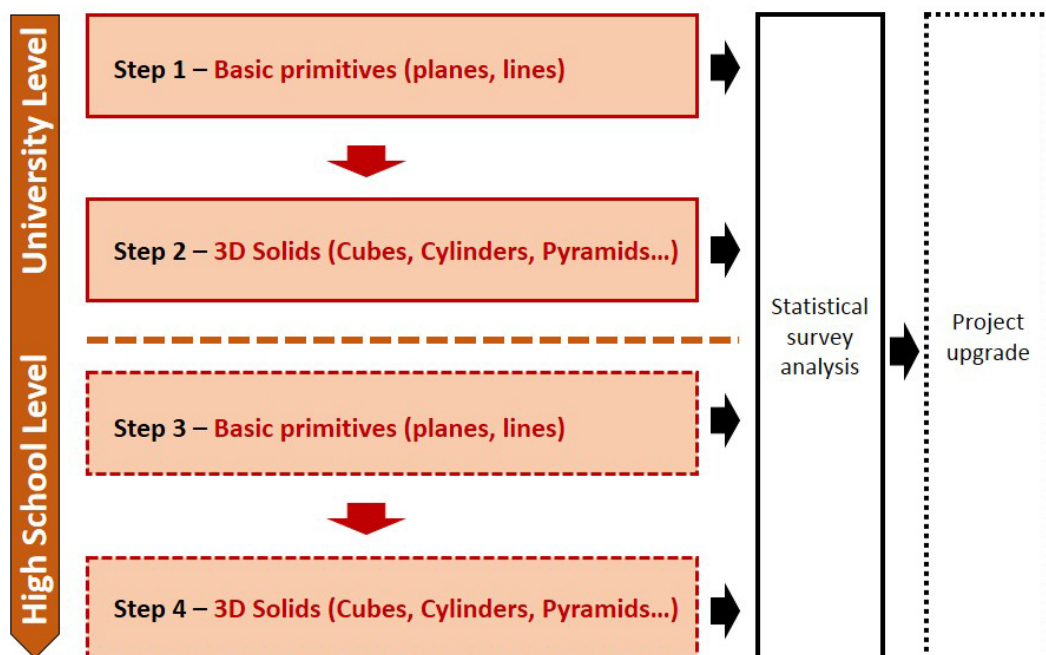 University Level
High School Level
Step 1 – Basic primitives (planes, lines)
Step 2 – 3D Solids (Cubes, Cylinders, Pyramids...)
Step 3 – Basic primitives (planes, lines)
Step 4 – 3D Solids (Cubes, Cylinders, Pyramids...)
Statistical
survey
analysis
Project
upgrade